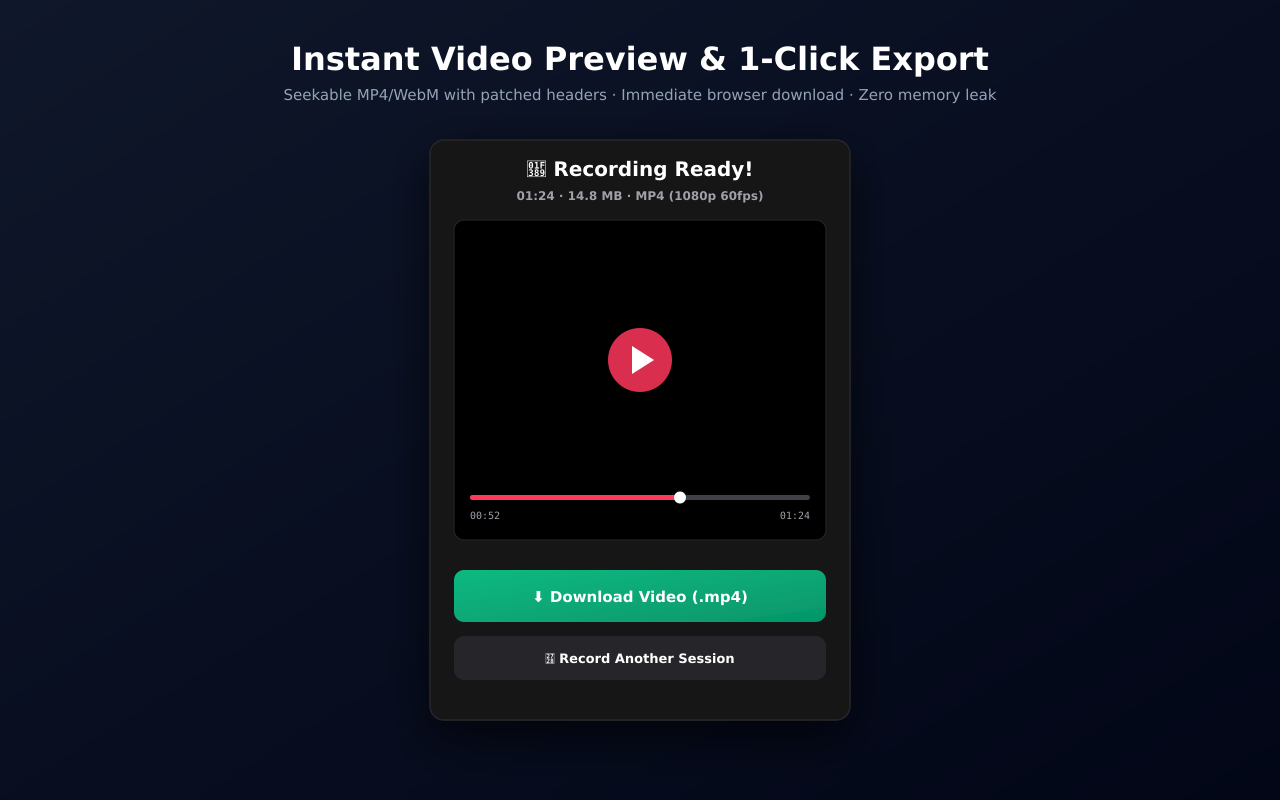 Instant Video Preview & 1-Click Export
Seekable MP4/WebM with patched headers · Immediate browser download · Zero memory leak
Recording Ready!
01:24 · 14.8 MB · MP4 (1080p 60fps)
00:52 01:24
⬇ Download Video (.mp4)
Record Another Session